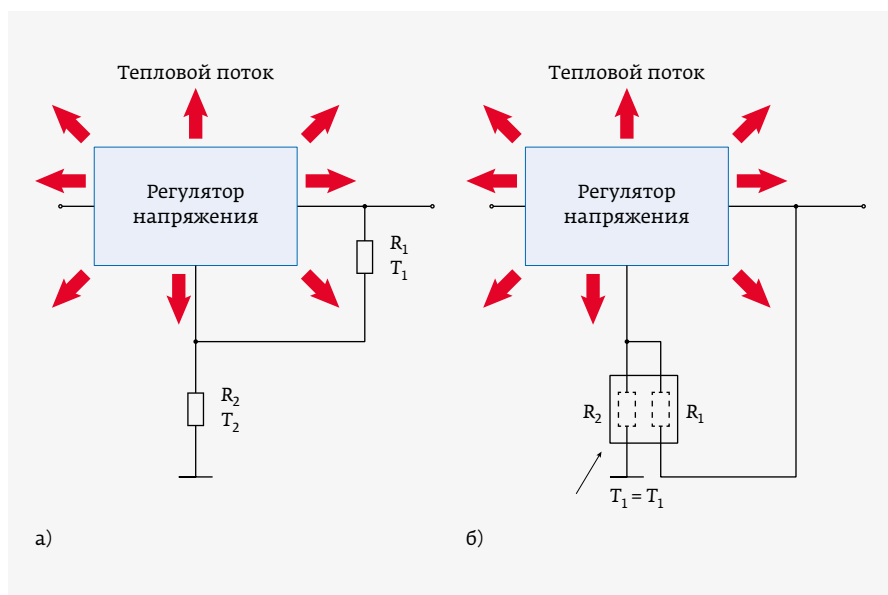 Тепловой поток
Регулятор
напряжения
R₁
T₁
R₂
T₂
а)
Тепловой поток
Регулятор
напряжения
R₂
R₁
T₁ = T₁
б)